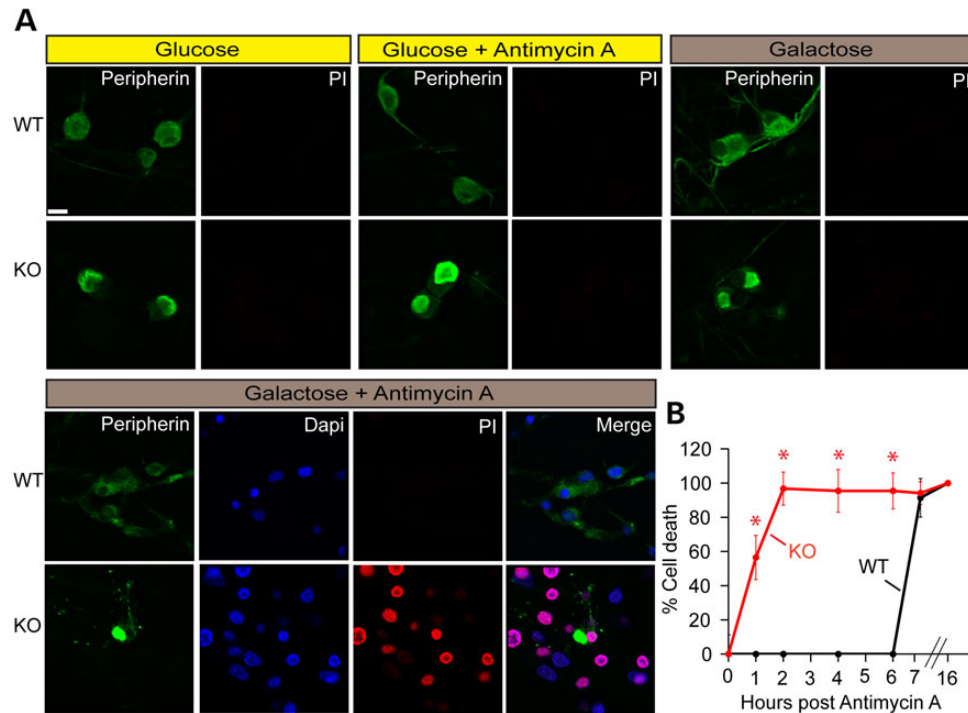 A
Glucose
Glucose + Antimycin A
Galactose
Peripherin PI Peripherin PI Peripherin PI
WT
KO
Galactose + Antimycin A
Peripherin Dapi PI Merge
WT
KO
B
% Cell death
120
100
80
60
40
20
0
* * * *
KO
WT
0 1 2 3 4 5 6 7 16
Hours post Antimycin A